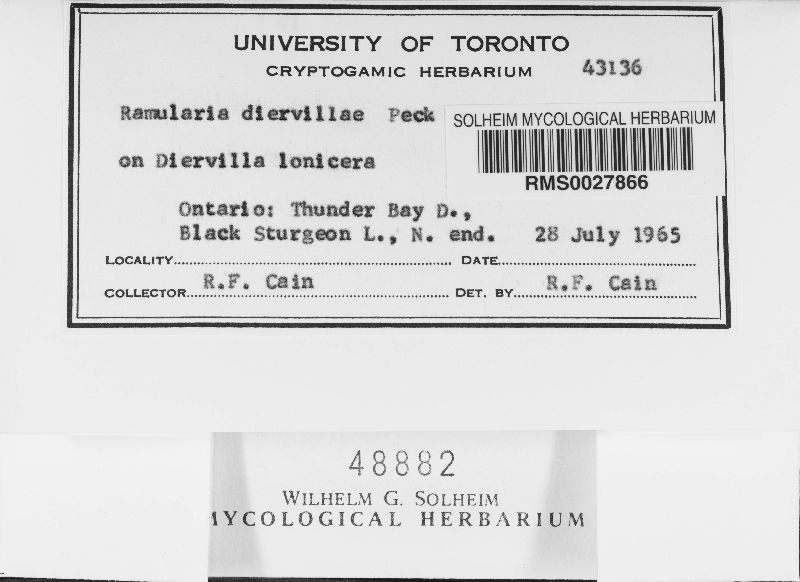 UNIVERSITY OF TORONTO
CRYPTOGAMIC HERBARIUM 43136
Ramularia diervillae Peck
SOLHEIM MYCOLOGICAL HERBARIUM
RMS0027866
on Diervilla lonicera
Ontario: Thunder Bay D.,
Black Sturgeon L., N. end. 28 July 1965
LOCALITY DATE
R.F. Cain R.F. Cain
COLLECTOR DET. BY
48882
WILHELM G. SOLHEIM
MYCOLOGICAL HERBARIUM